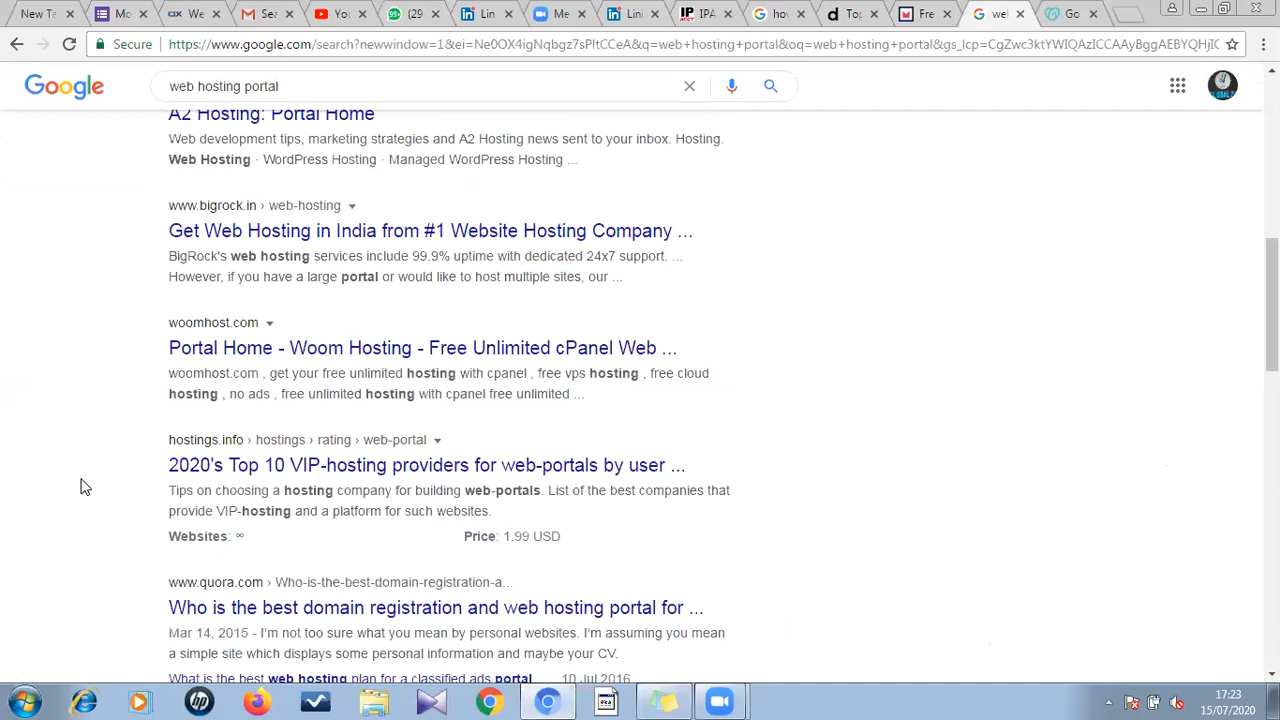 New Ta
Mo
We
Se
You
(29
Lin
Me
Lin
IPA
ho
Top
Fre
we
Go
Secure
https://www.google.com/search?newwindow=1&ei=Ne0OX4igNqbgz7sP!tCCeA&q=web+hosting+portal&oq=web+hosting+portal&gs_lcp=CgZwc3ktYWIQAzICCAAyBggAEBYQHjIC
Google
web hosting portal
A2 Hosting: Portal Home
Web development tips, marketing strategies and A2 Hosting news sent to your inbox. Hosting.
Web Hosting · WordPress Hosting · Managed WordPress Hosting ...
www.bigrock.in › web-hosting
Get Web Hosting in India from #1 Website Hosting Company ...
BigRock's web hosting services include 99.9% uptime with dedicated 24x7 support. ...
However, if you have a large portal or would like to host multiple sites, our ...
woomhost.com
Portal Home - Woom Hosting - Free Unlimited cPanel Web ...
woomhost.com , get your free unlimited hosting with cpanel , free vps hosting , free cloud
hosting , no ads , free unlimited hosting with cpanel free unlimited ...
hostings.info › hostings › rating › web-portal
2020's Top 10 VIP-hosting providers for web-portals by user ...
Tips on choosing a hosting company for building web-portals. List of the best companies that
provide VIP-hosting and a platform for such websites.
Websites: ∞ Price: 1.99 USD
www.quora.com › Who-is-the-best-domain-registration-a...
Who is the best domain registration and web hosting portal for ...
Mar 14, 2015 - I'm not too sure what you mean by personal websites. I'm assuming you mean
a simple site which displays some personal information and maybe your CV.
What is the best web hosting plan for a classified ads portal 10 Jul 2016
17:23
15/07/2020